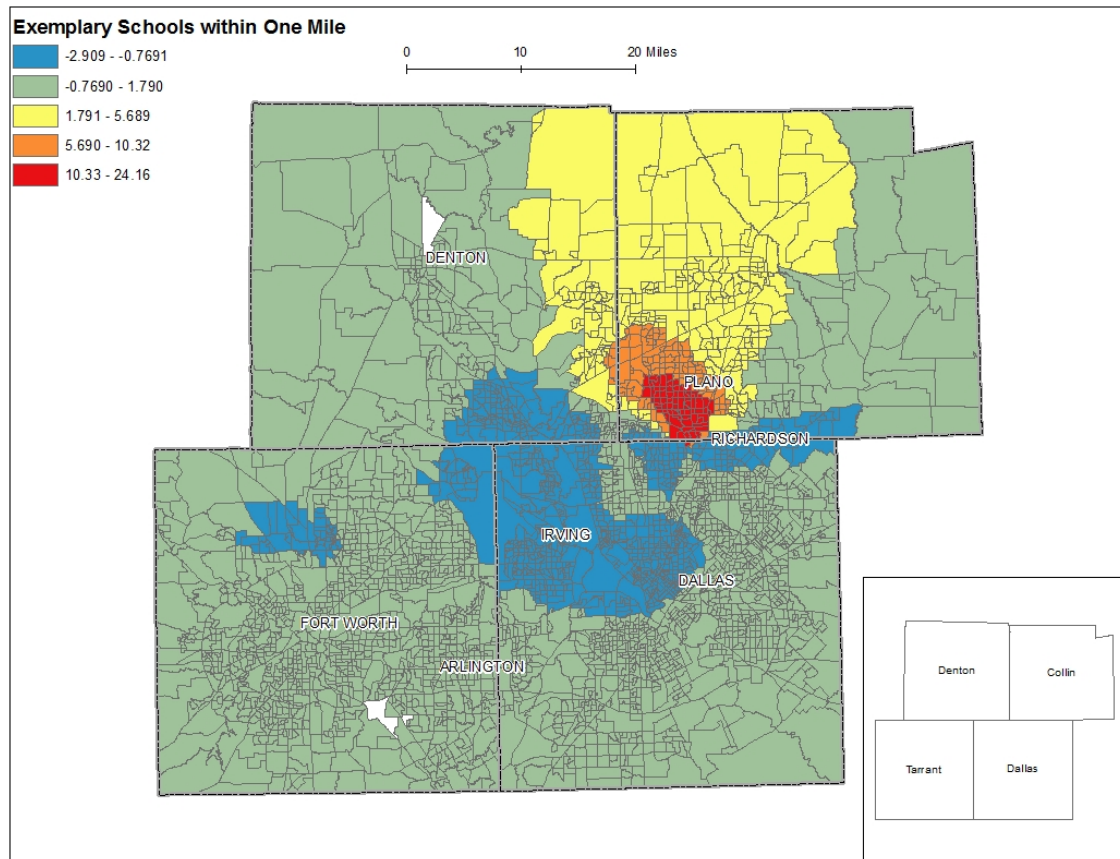 Exemplary Schools within One Mile
-2.909 - -0.7691
-0.7690 - 1.790
1.791 - 5.689
5.690 - 10.32
10.33 - 24.16
0 10 20 Miles
DENTON
PLANO
RICHARDSON
IRVING
DALLAS
FORT WORTH
ARLINGTON
Denton
Collin
Tarrant
Dallas